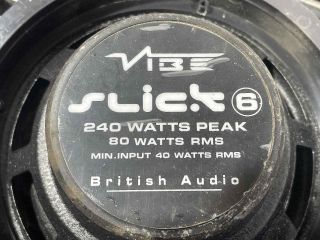 VIBE
SLICK 6
240 WATTS PEAK
80 WATTS RMS
MIN.INPUT 40 WATTS RMS
British Audio